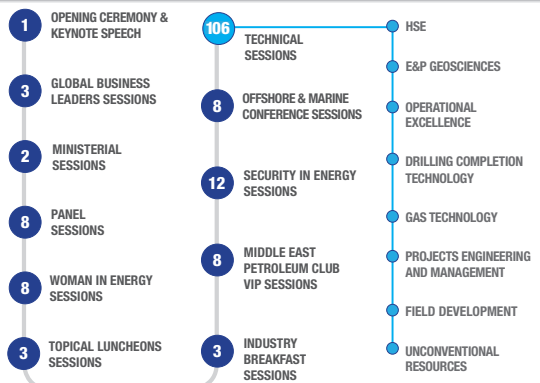 1
OPENING CEREMONY &
KEYNOTE SPEECH
3
GLOBAL BUSINESS
LEADERS SESSIONS
2
MINISTERIAL
SESSIONS
8
PANEL
SESSIONS
8
WOMAN IN ENERGY
SESSIONS
3
TOPICAL LUNCHEONS
SESSIONS
106
TECHNICAL
SESSIONS
8
OFFSHORE & MARINE
CONFERENCE SESSIONS
12
SECURITY IN ENERGY
SESSIONS
8
MIDDLE EAST
PETROLEUM CLUB
VIP SESSIONS
3
INDUSTRY
BREAKFAST
SESSIONS
HSE
E&P GEOSCIENCES
OPERATIONAL
EXCELLENCE
DRILLING COMPLETION
TECHNOLOGY
GAS TECHNOLOGY
PROJECTS ENGINEERING
AND MANAGEMENT
FIELD DEVELOPMENT
UNCONVENTIONAL
RESOURCES